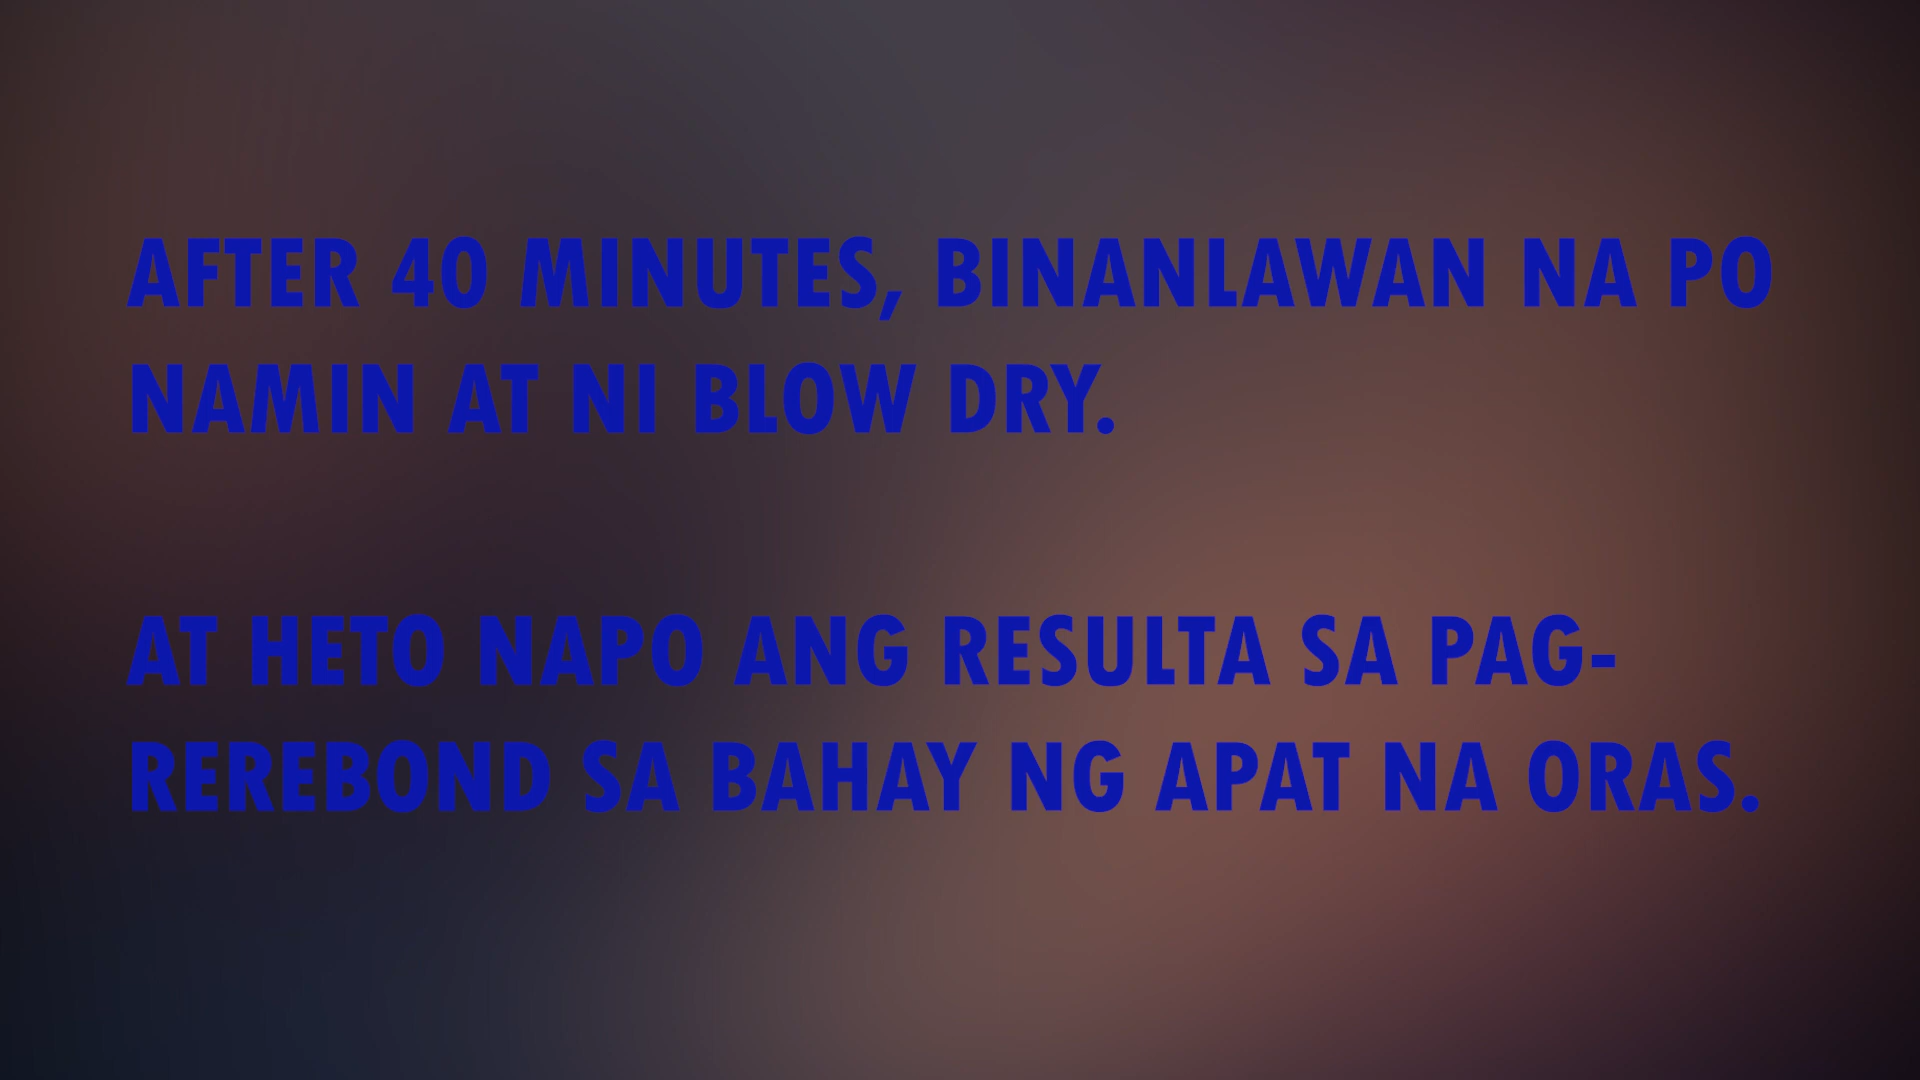 AFTER 40 MINUTES, BINANLAWAN NA PO
NAMIN AT NI BLOW DRY.
AT HETO NAPO ANG RESULTA SA PAG-
REREBOND SA BAHAY NG APAT NA ORAS.